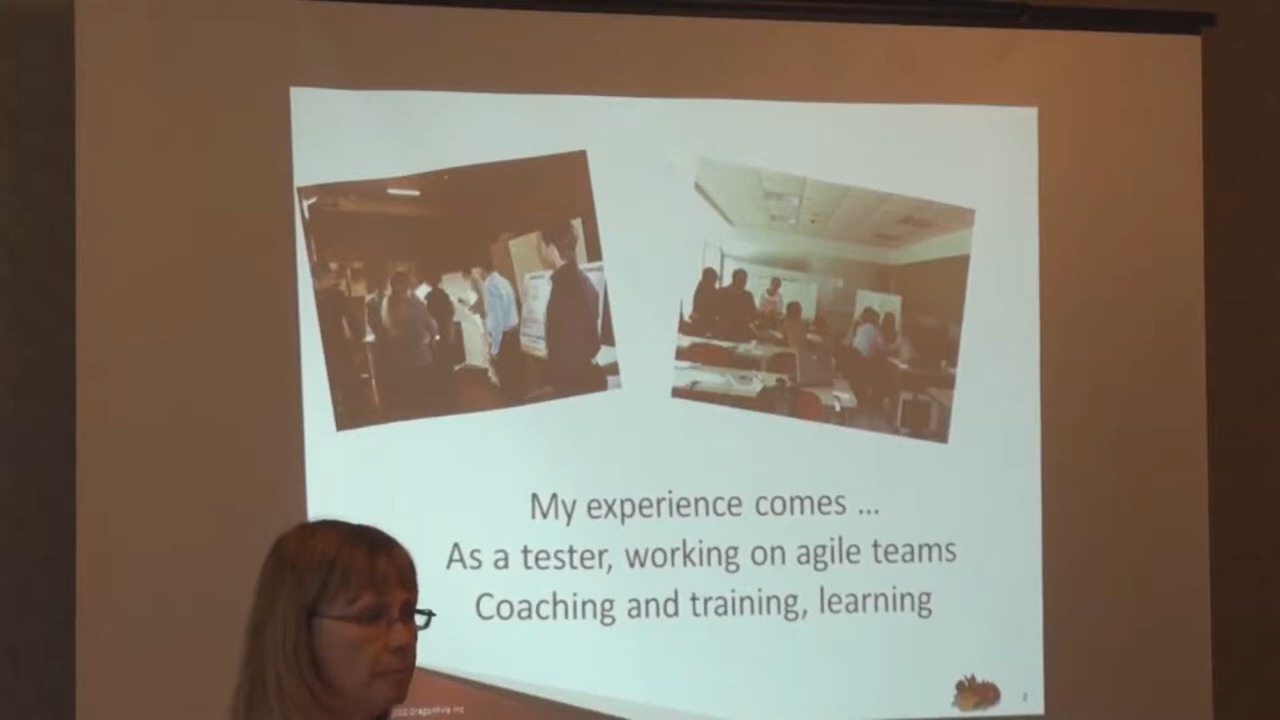 My experience comes ...
As a tester, working on agile teams
Coaching and training, learning